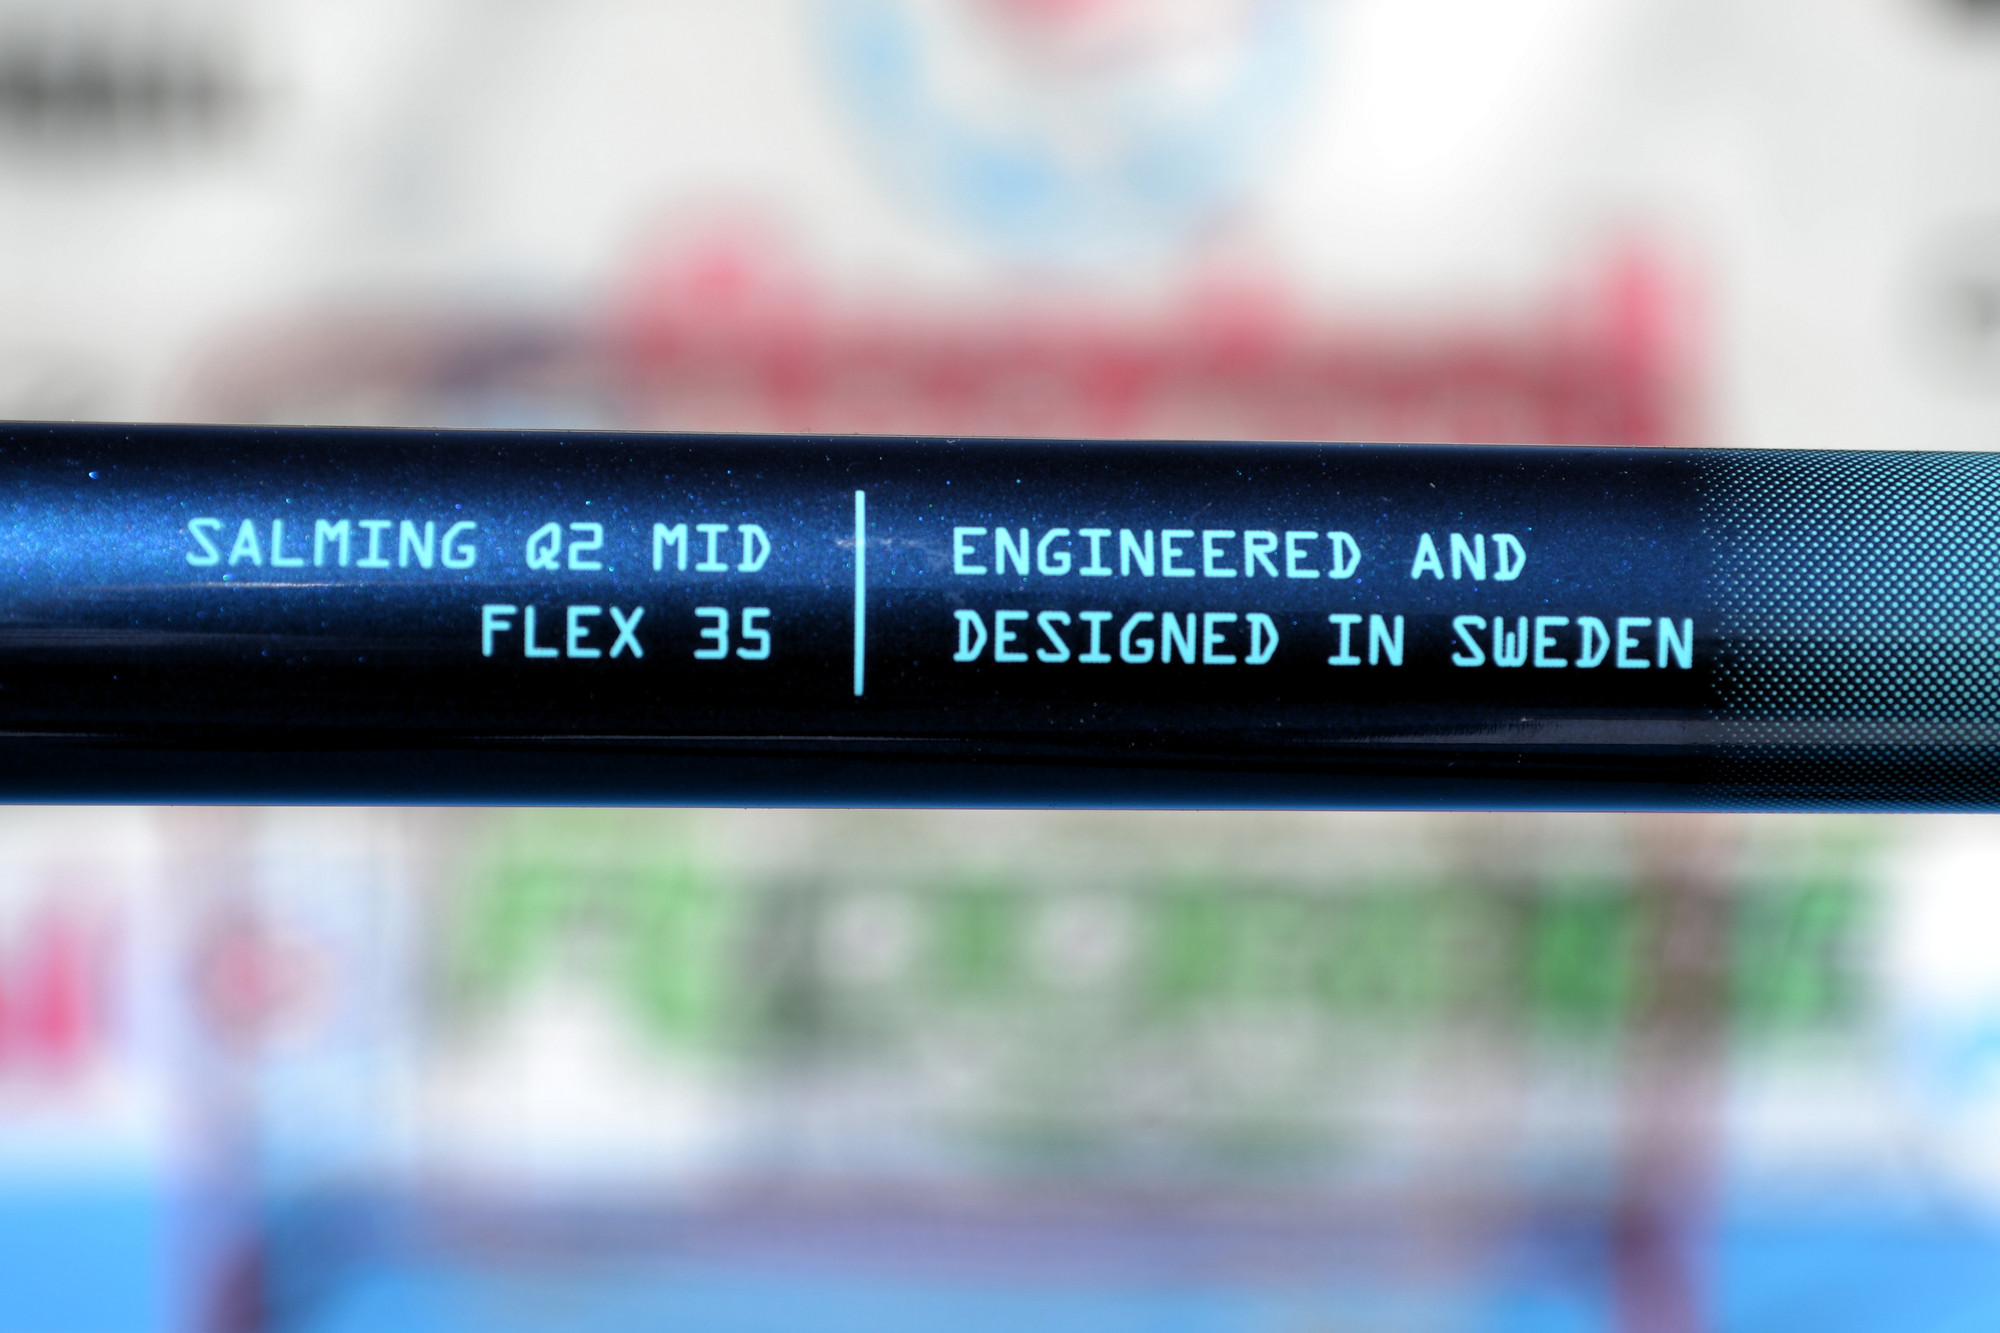 SALMING Q2 MID
FLEX 35
ENGINEERED AND
DESIGNED IN SWEDEN